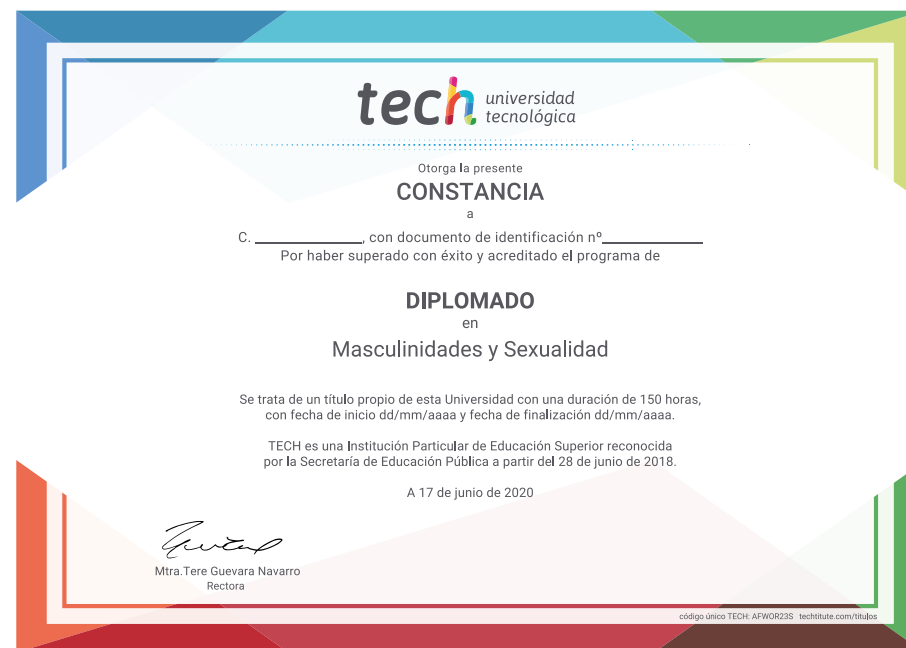 tech universidad
tecnológica
Otorga la presente
CONSTANCIA
a
C. ______________, con documento de identificación nº_____________
Por haber superado con éxito y acreditado el programa de
DIPLOMADO
en
Masculinidades y Sexualidad
Se trata de un título propio de esta Universidad con una duración de 150 horas,
con fecha de inicio dd/mm/aaaa y fecha de finalización dd/mm/aaaa.
TECH es una Institución Particular de Educación Superior reconocida
por la Secretaría de Educación Pública a partir del 28 de junio de 2018.
A 17 de junio de 2020
Mtra.Tere Guevara Navarro
Rectora
código único TECH: AFWOR23S techtitute.com/titulos